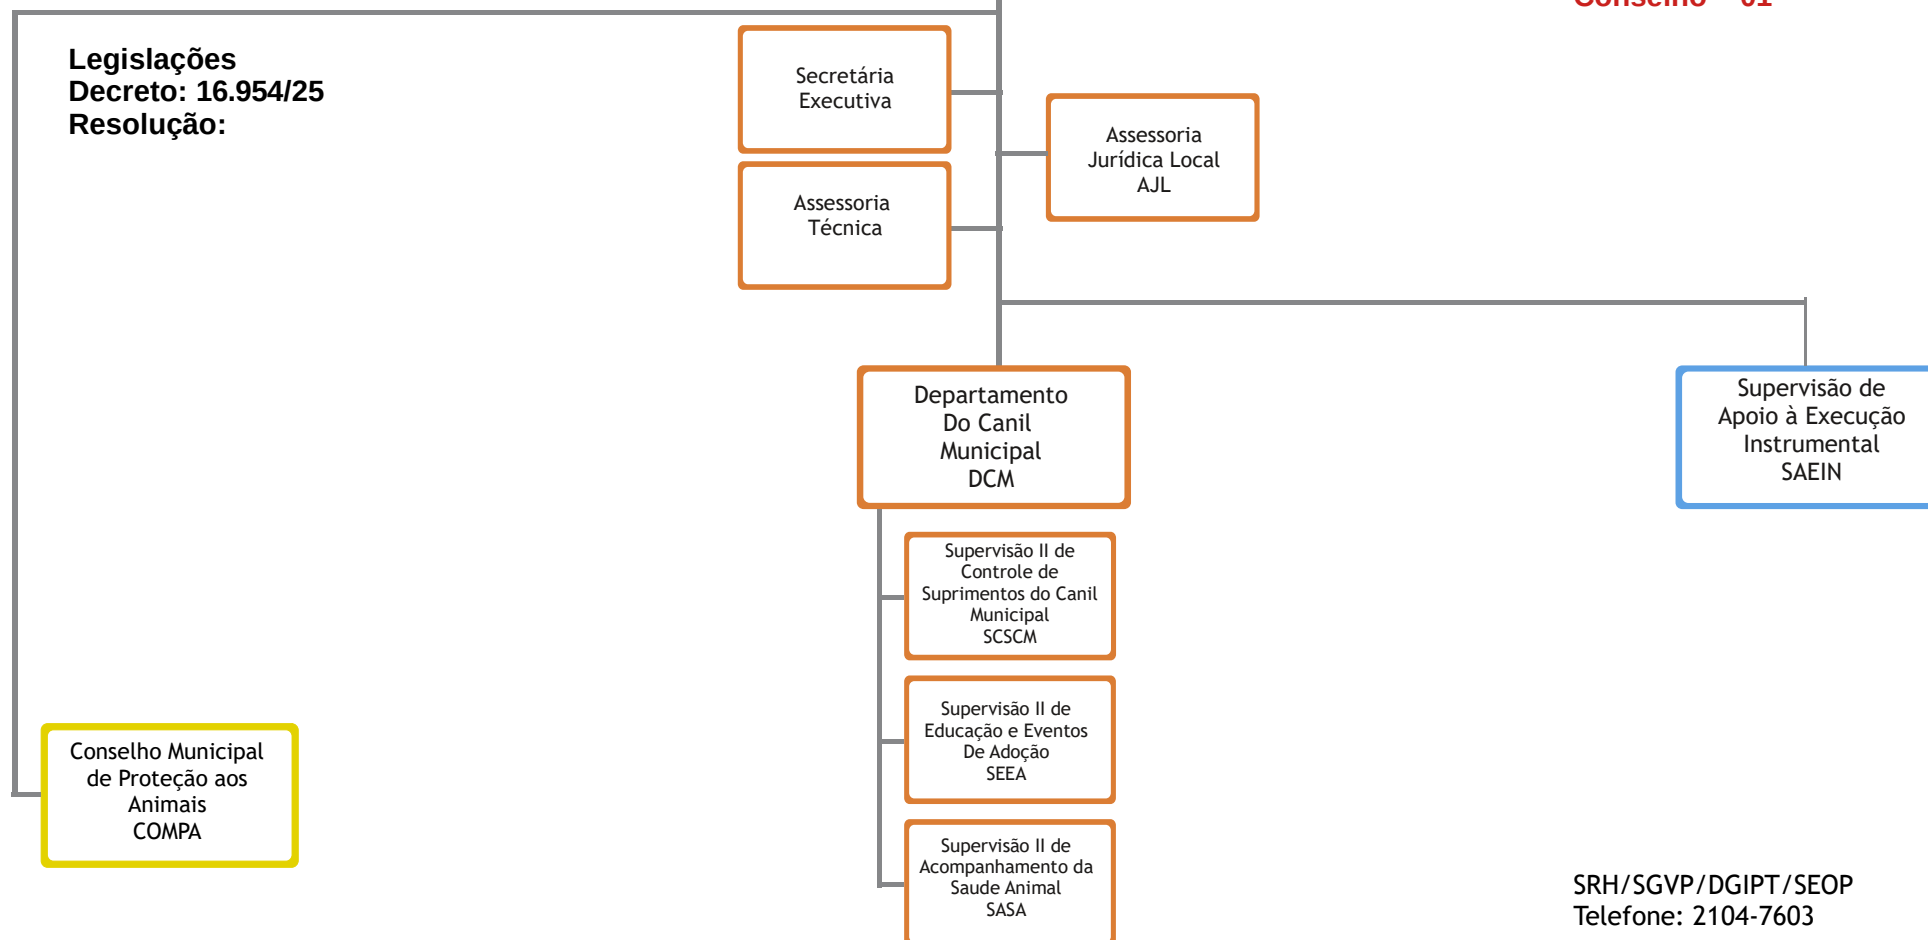 Conselho – 01
Legislações
Decreto: 16.954/25
Resolução:
Secretária
Executiva
Assessoria
Jurídica Local
AJL
Assessoria
Técnica
Departamento
Do Canil
Municipal
DCM
Supervisão de
Apoio à Execução
Instrumental
SAEIN
Supervisão II de
Controle de
Suprimentos do Canil
Municipal
SCSCM
Supervisão II de
Educação e Eventos
De Adoção
SEEA
Conselho Municipal
de Proteção aos
Animais
COMPA
Supervisão II de
Acompanhamento da
Saude Animal
SASA
SRH/SGVP/DGIPT/SEOP
Telefone: 2104-7603